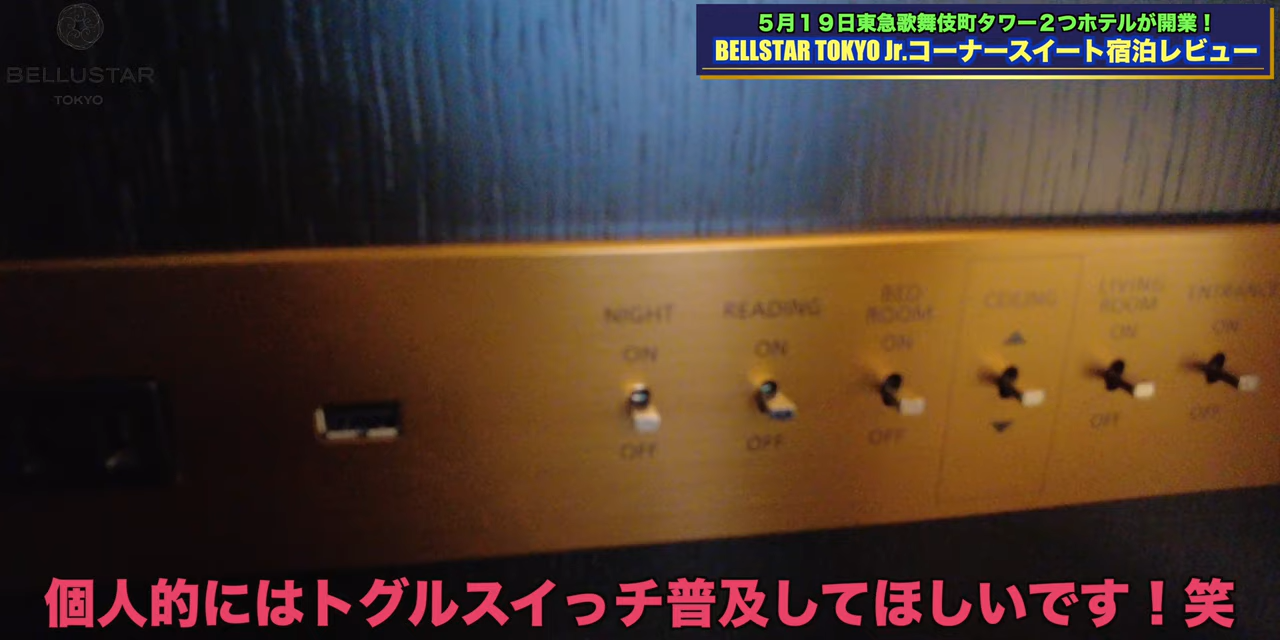 BELLUSTAR
TOKYO
5月19日東急歌舞伎町タワー2つホテルが開業！
BELLSTAR TOKYO Jr.コーナースイート宿泊レビュー
NIGHT
READING
BED
ROOM
CEILING
LIVING
ROOM
ENTRANCE
ON
ON
ON
ON
ON
OFF
OFF
OFF
OFF
OFF
個人的にはトグルスイっチ普及してほしいです！笑